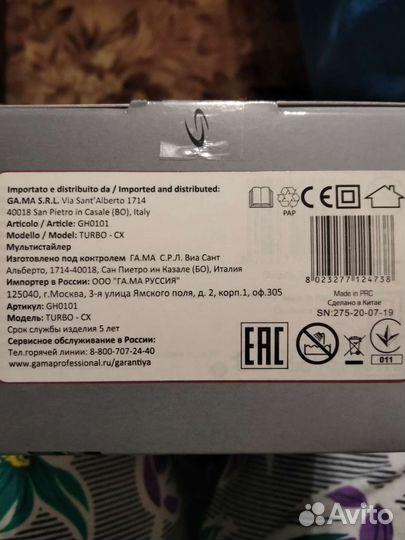 Importato e distribuito da / Imported and distributed:
GA.MA S.R.L. Via Sant'Alberto 1714
40018 San Pietro in Casale (BO), Italy
Articolo / Article: GH0101
Modello / Model: TURBO - CX
Мультистайлер
Изготовлено под контролем ГА.МА С.Р.Л. Виа Сант
Альберто, 1714-40018, Сан Пиетро ин Казале (БО), Италия
Импортер в России: ООО "ГА.МА РУССИЯ"
125040, г.Москва, 3-я улица Ямского поля, д. 2, корп.1, оф.305
Артикул: GH0101
Модель: TURBO - CX
Срок службы изделия 5 лет
Сервисное обслуживание в России:
Тел.горячей линии: 8-800-707-24-40
www.gamaprofessional.ru/garantiya
PAP
CE
8 023277 124738
Made in PRC
Сделано в Китае
SN:275-20-07-19
EAC
011
Avito